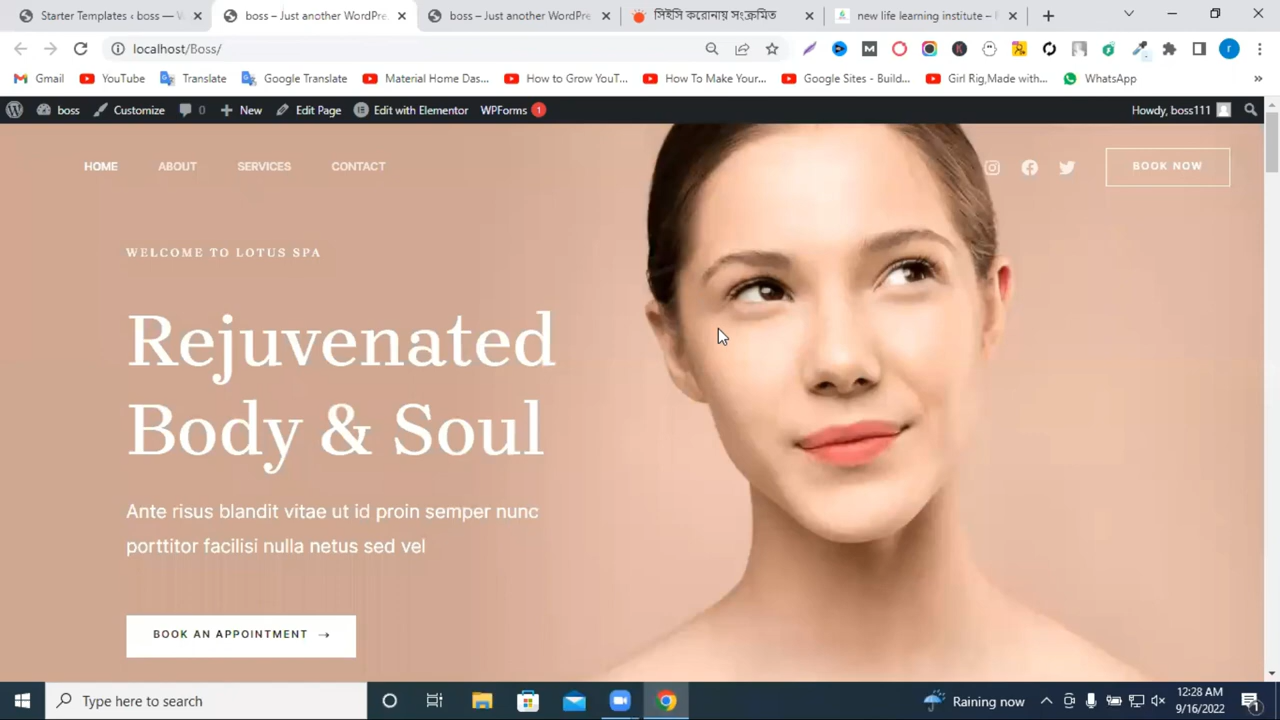 Starter Templates ‹ boss — W
boss – Just another WordPre
boss – Just another WordPre
সিইসি করোনায় সংক্রমিত
new life learning institute –
localhost/Boss/
Gmail
YouTube
Translate
Google Translate
Material Home Das...
How to Grow YouT...
How To Make Your...
Google Sites - Build...
Girl Rig,Made with...
WhatsApp
boss
Customize
0
New
Edit Page
Edit with Elementor
WPForms 1
Howdy, boss111
HOME
ABOUT
SERVICES
CONTACT
BOOK NOW
WELCOME TO LOTUS SPA
Rejuvenated
Body & Soul
Ante risus blandit vitae ut id proin semper nunc
porttitor facilisi nulla netus sed vel
BOOK AN APPOINTMENT →
Type here to search
Raining now
12:28 AM
9/16/2022